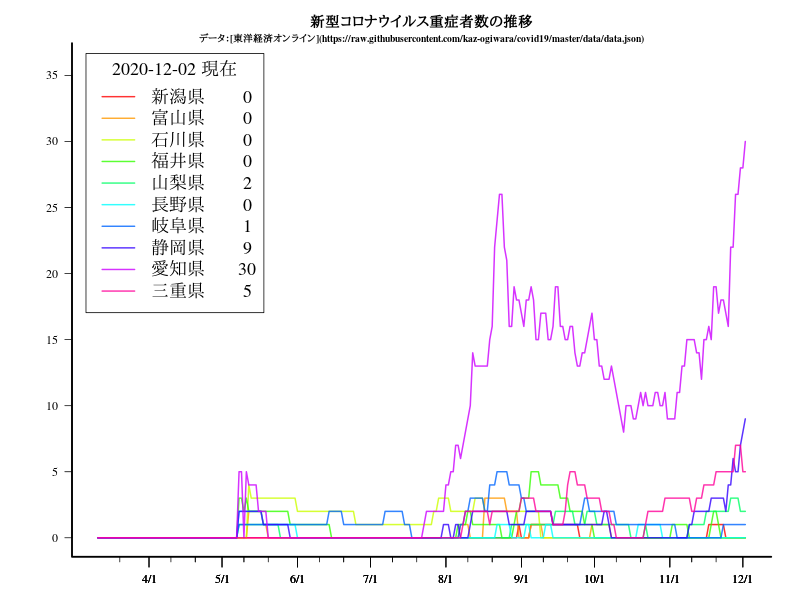 新型コロナウイルス重症者数の推移
データ:[東洋経済オンライン](https://raw.githubusercontent.com/kaz-ogiwara/covid19/master/data/data.json)
2020-12-02 現在
新潟県 0
富山県 0
石川県 0
福井県 0
山梨県 2
長野県 0
岐阜県 1
静岡県 9
愛知県 30
三重県 5
35
30
25
20
15
10
5
0
4/1 5/1 6/1 7/1 8/1 9/1 10/1 11/1 12/1